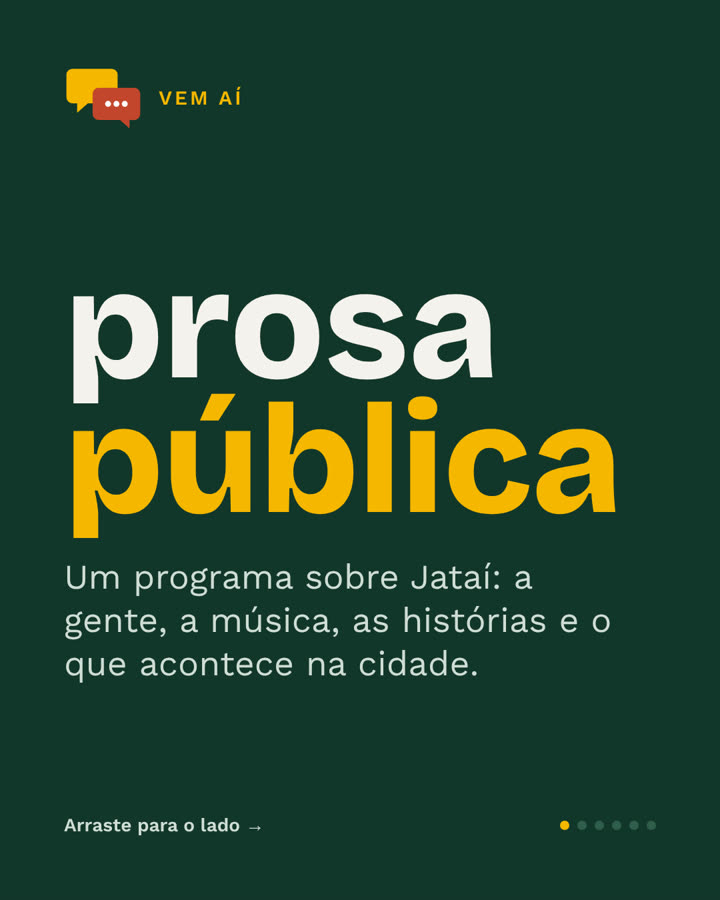 VEM AÍ
prosa
pública
Um programa sobre Jataí: a
gente, a música, as histórias e o
que acontece na cidade.
Arraste para o lado →